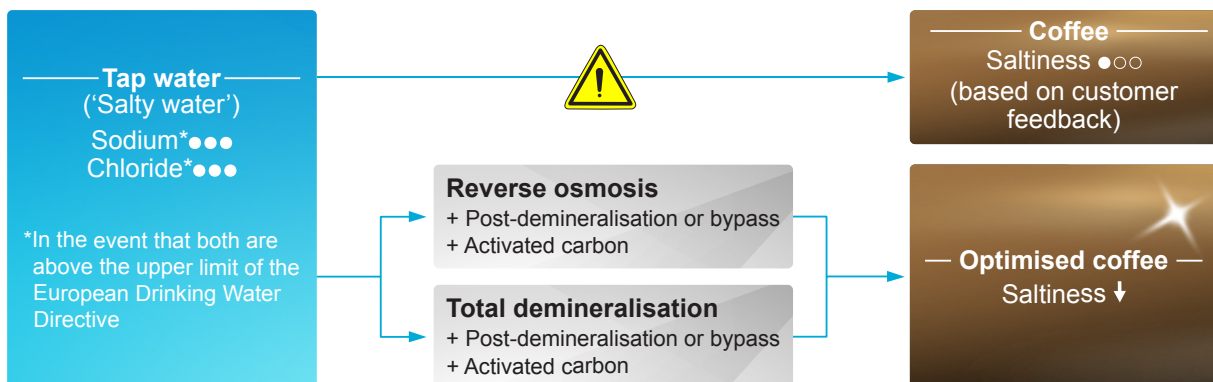 Tap water
('Salty water')
Sodium*●●●
Chloride*●●●
*In the event that both are
above the upper limit of the
European Drinking Water
Directive
Reverse osmosis
+ Post-demineralisation or bypass
+ Activated carbon
Total demineralisation
+ Post-demineralisation or bypass
+ Activated carbon
Coffee
Saltiness ●○○
(based on customer
feedback)
Optimised coffee
Saltiness ↓